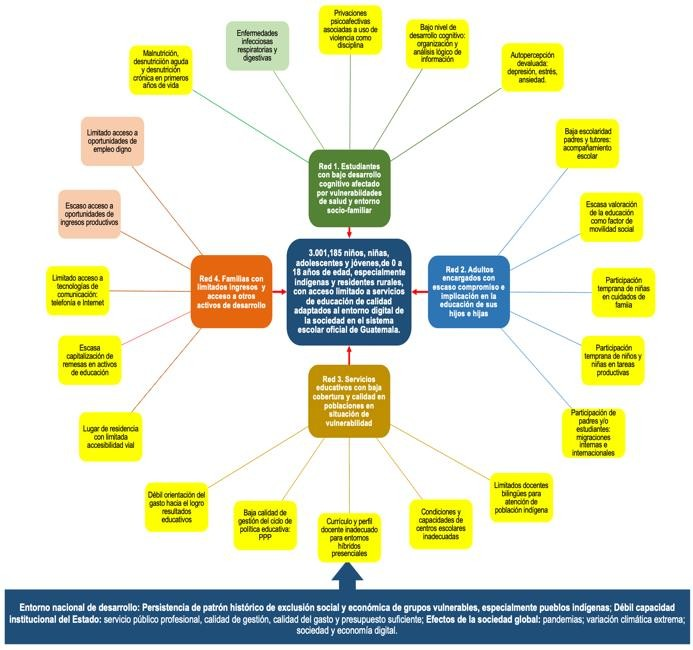 Privaciones
psicoafectivas
asociadas a uso de
violencia como
disciplina
Bajo nivel de
desarrollo cognitivo:
organización y
análisis lógico de
información
Enfermedades
infecciosas
respiratorias y
digestivas
Malnutrición,
desnutriciión aguda
y desnutrición
crónica en primeros
años de vida
Autopercepción
devaluada:
depresión, estrés,
ansiedad.
Limitado acceso a
oportunidades de
empleo digno
Baja escolaridad
padres y tutores:
acompañamiento
escolar
Red 1. Estudiantes
con bajo desarrollo
cognitivo afectado
por vulnerabilidades
de salud y entorno
socio-familiar
Escaso acceso a
oportunidades de
ingresos productivos
Escasa valoración
de la educación
como factor de
movilidad social
Red 4. Familias con
limitados ingresos y
acceso a otros
activos de desarrollo
3.001,185 niños, niñas,
adolescentes y jóvenes,de 0 a
18 años de edad, especialmente
indígenas y residentes rurales,
con acceso limitado a servicios
de educación de calidad
adaptados al entorno digital de
la sociedad en el sistema
escolar oficial de Guatemala.
Red 2. Adultos
encargados con
escaso compromiso e
implicación en la
educación de sus
hijos e hijas
Limitado acceso a
tecnologías de
comunicación:
telefonía e Internet
Participación
temprana de niños
en cuidados de
famiia
Escasa
capitalización de
remesas en activos
de educación
Participación
temprana de niños y
niñas en tareas
productivas
Red 3. Servicios
educativos con baja
cobertura y calidad en
poblaciones en
situación de
vulnerabilidad
Lugar de residencia
con limitada
accesibilidad vial
Participación de
padres y/o
estudiantes:
migraciones
internas e
internacionales
Débil orientación del
gasto hacia el logro
resultados
educativos
Baja calidad de
gestión del ciclo de
política educativa:
PPP
Currículo y perfil
docente inadecuado
para entornos
híbridos
presenciales
Condiciones y
capacidades de
centros escolares
inadecuadas
Limitados docentes
bilingües para
atención de
población indígena
Entorno nacional de desarrollo: Persistencia de patrón histórico de exclusión social y económica de grupos vulnerables, especialmente pueblos indígenas; Débil capacidad
institucional del Estado: servicio público profesional, calidad de gestión, calidad del gasto y presupuesto suficiente; Efectos de la sociedad global: pandemias; variación climática extrema;
sociedad y economía digital.